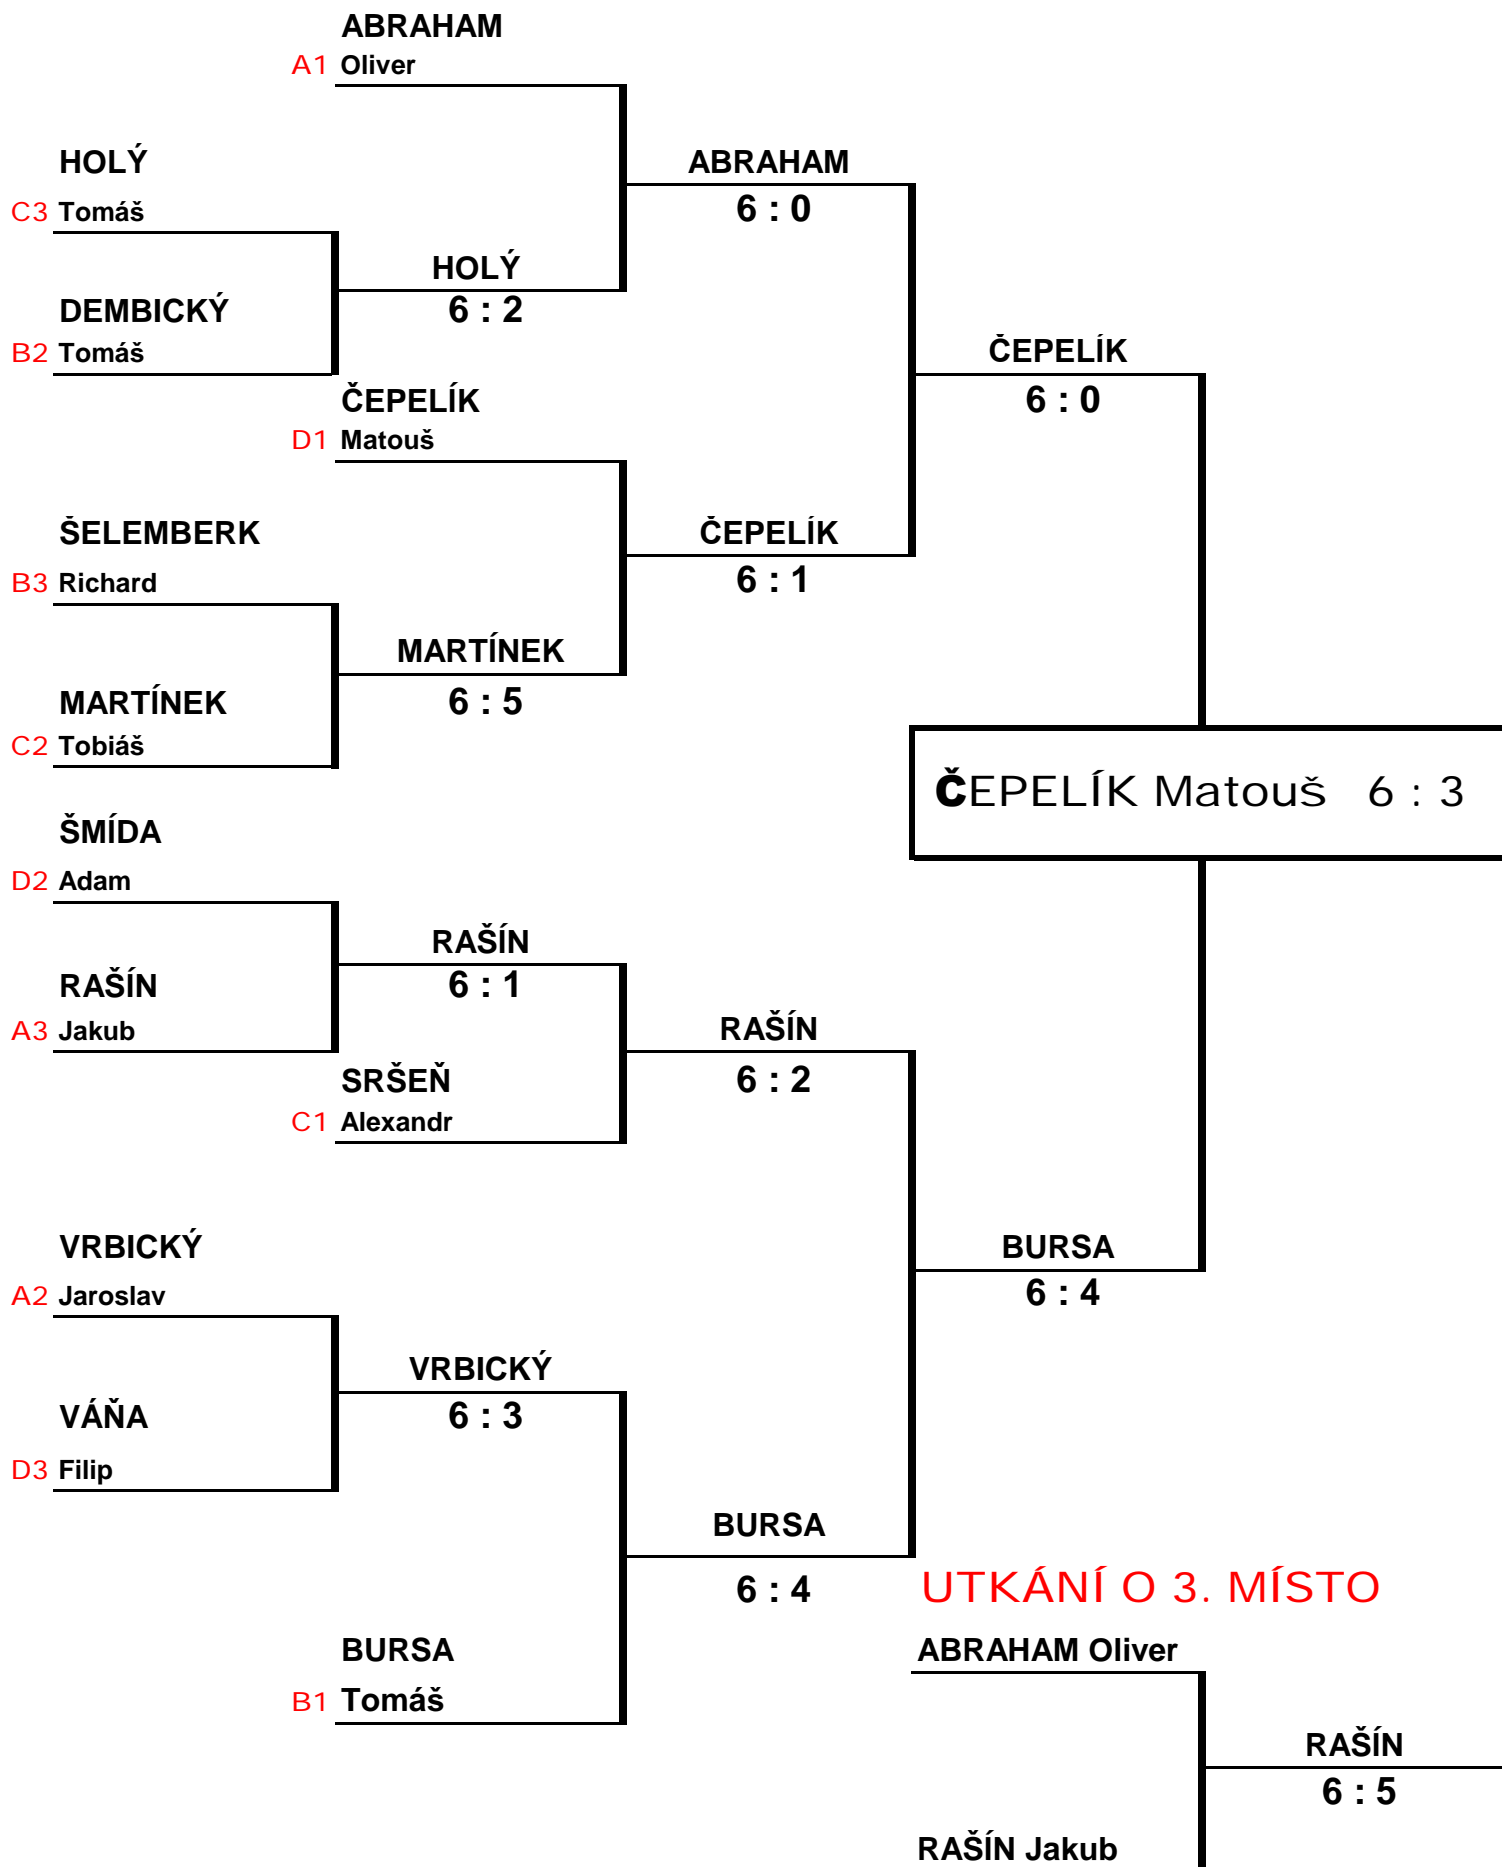 ABRAHAM
A1 Oliver
HOLÝ
ABRAHAM
C3 Tomáš
6 : 0
HOLÝ
DEMBICKÝ
6 : 2
B2 Tomáš
ČEPELÍK
ČEPELÍK
6 : 0
D1 Matouš
ŠELEMBERK
ČEPELÍK
B3 Richard
6 : 1
MARTÍNEK
MARTÍNEK
6 : 5
C2 Tobiáš
ČEPELÍK Matouš 6 : 3
ŠMÍDA
D2 Adam
RAŠÍN
RAŠÍN
6 : 1
A3 Jakub
RAŠÍN
SRŠEŇ
6 : 2
C1 Alexandr
VRBICKÝ
BURSA
A2 Jaroslav
6 : 4
VRBICKÝ
VÁŇA
6 : 3
D3 Filip
BURSA
6 : 4
UTKÁNÍ O 3. MÍSTO
BURSA
ABRAHAM Oliver
B1 Tomáš
RAŠÍN
6 : 5
RAŠÍN Jakub